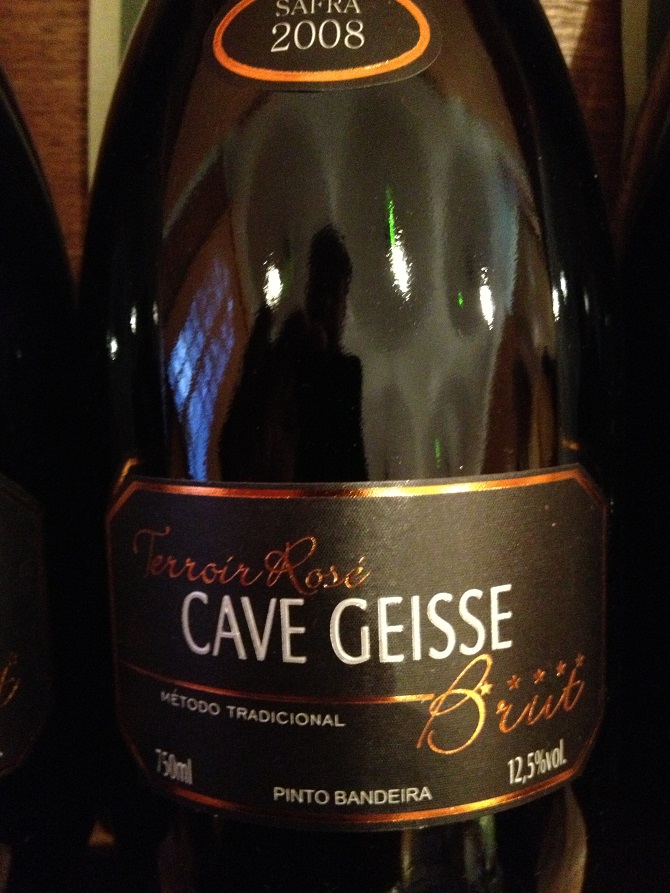 SAFRA
2008
Terroir Rosé
CAVE GEISSE
Brut
MÉTODO TRADICIONAL
750ml
12,5%vol.
PINTO BANDEIRA